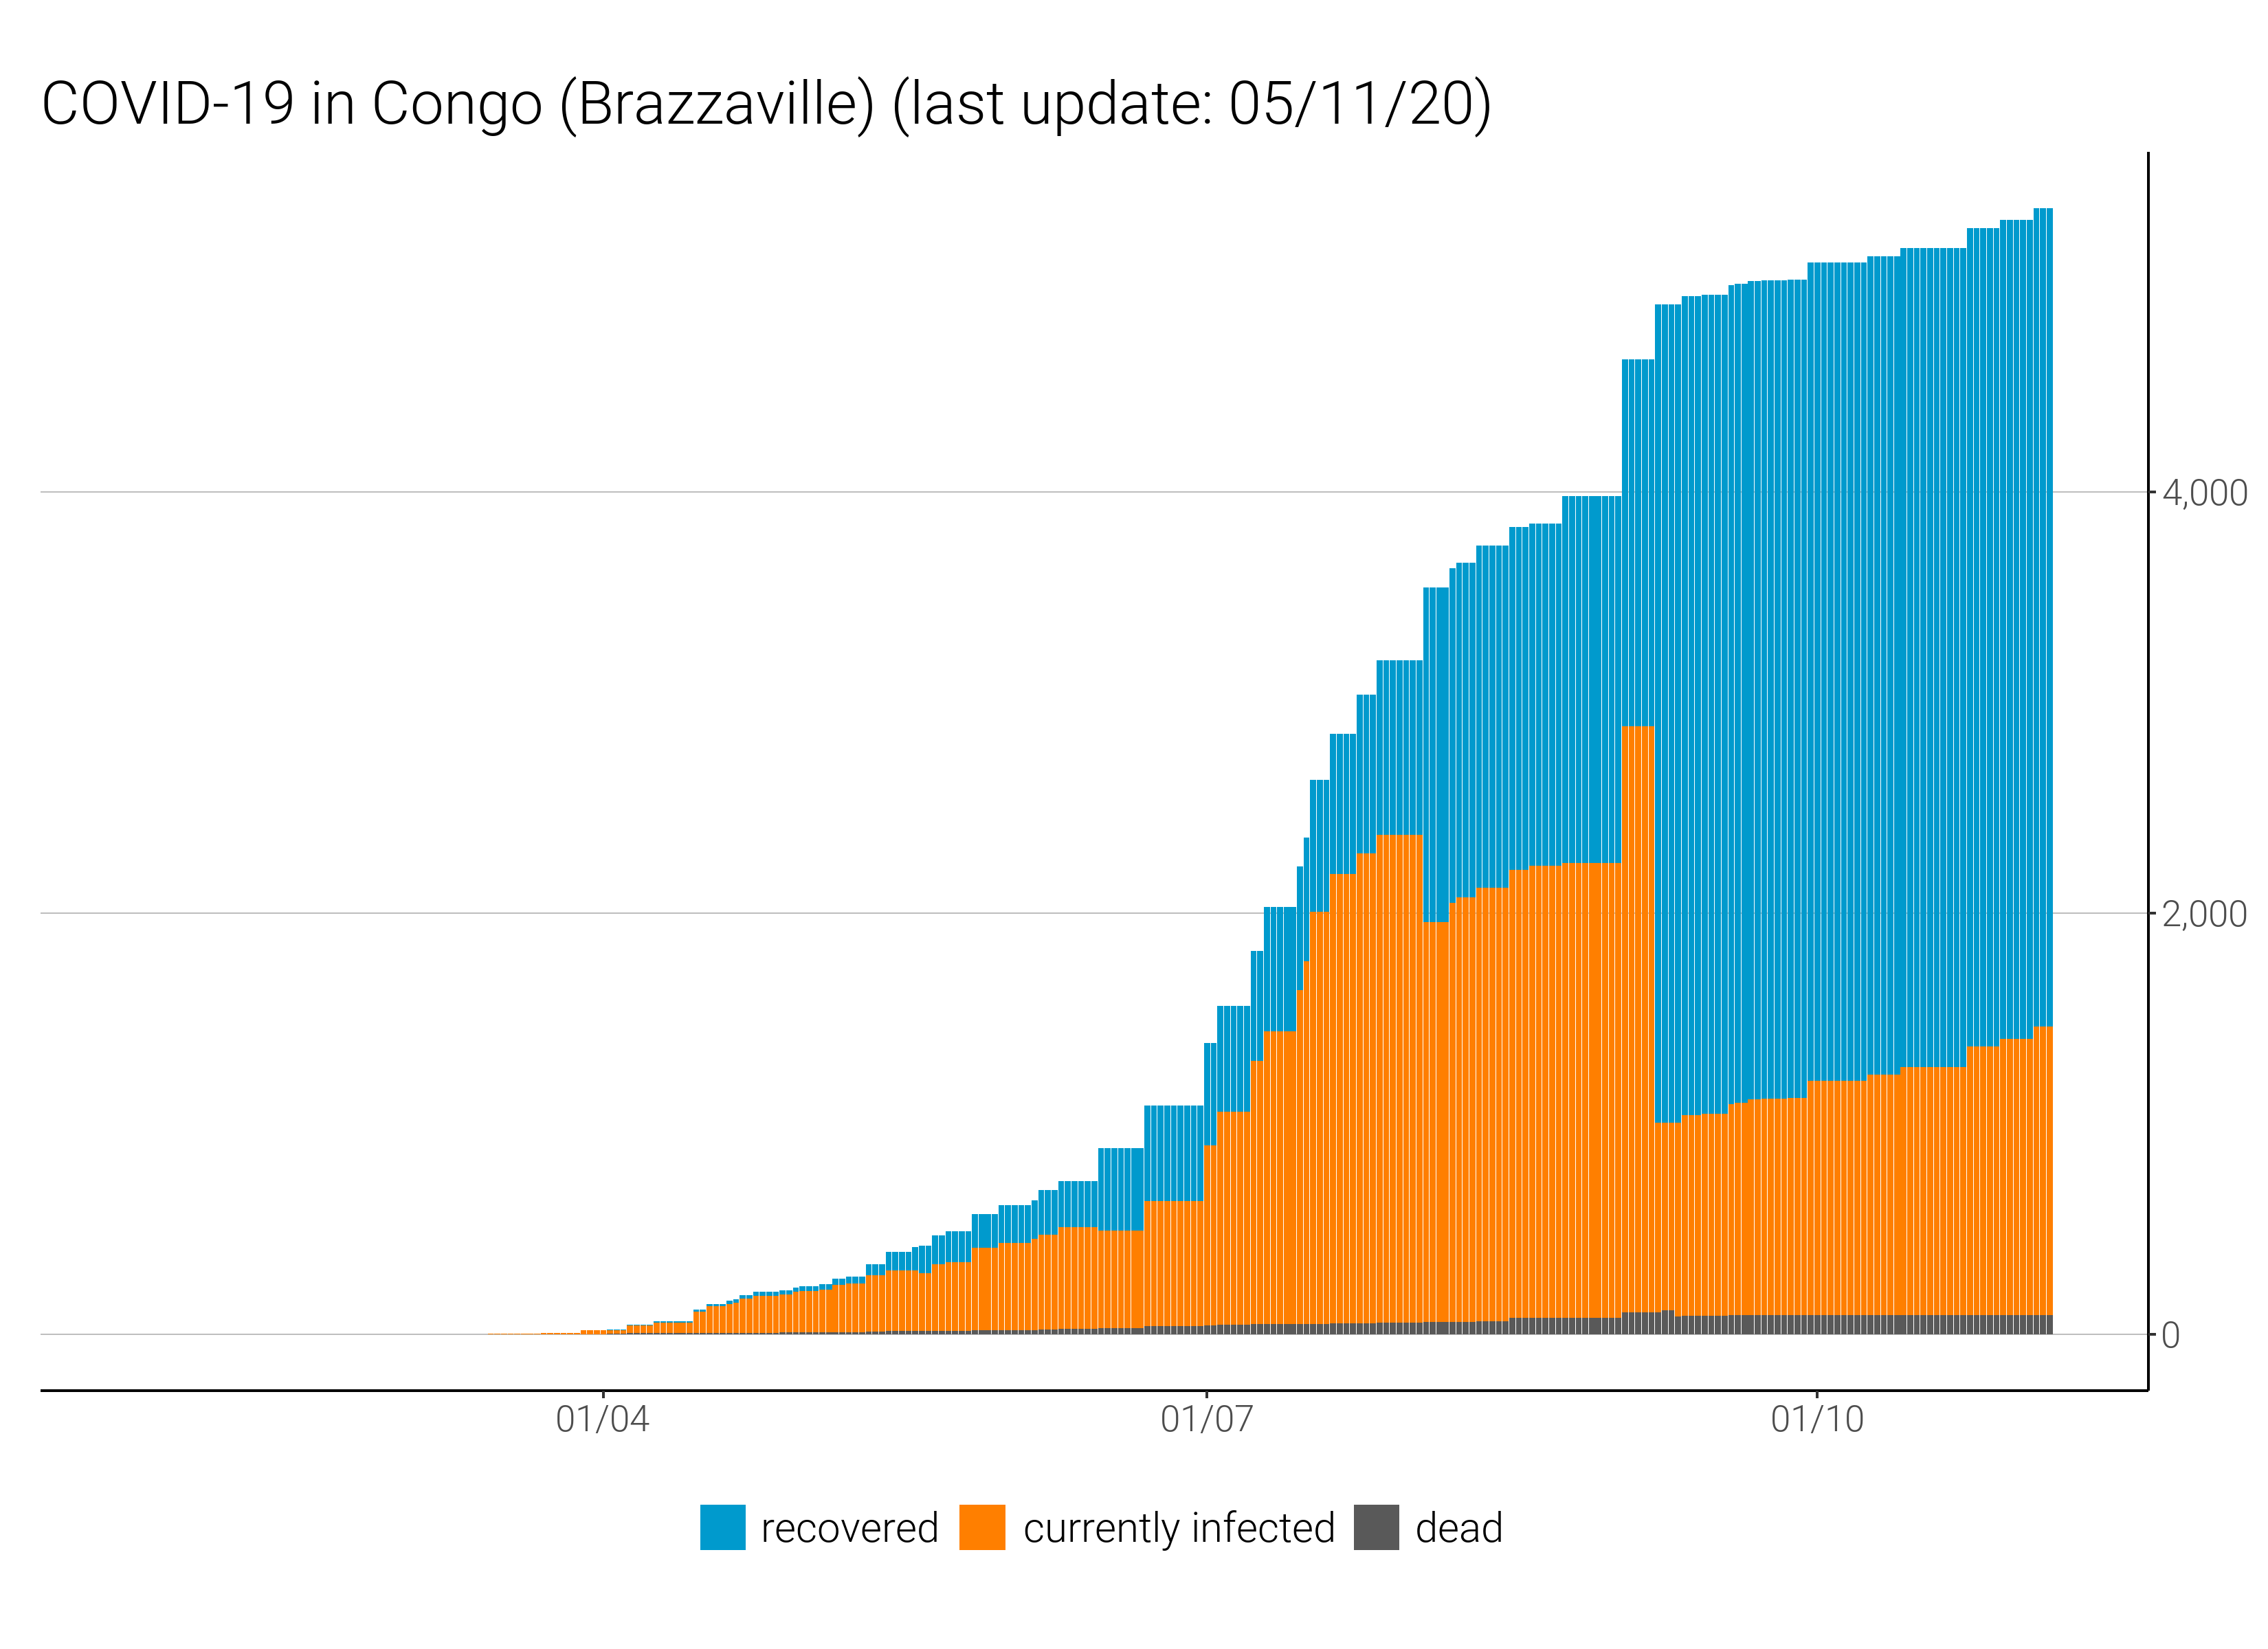 COVID-19 in Congo (Brazzaville) (last update: 05/11/20)
4,000
2,000
0
01/04 01/07 01/10
recovered currently infected dead